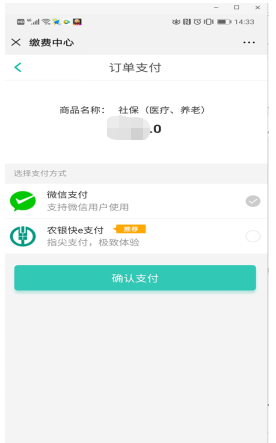 14:33
缴费中心
订单支付
商品名称： 社保（医疗、养老）
.0
选择支付方式
微信支付
支持微信用户使用
农银快e支付 推荐
指尖支付，极致体验
确认支付